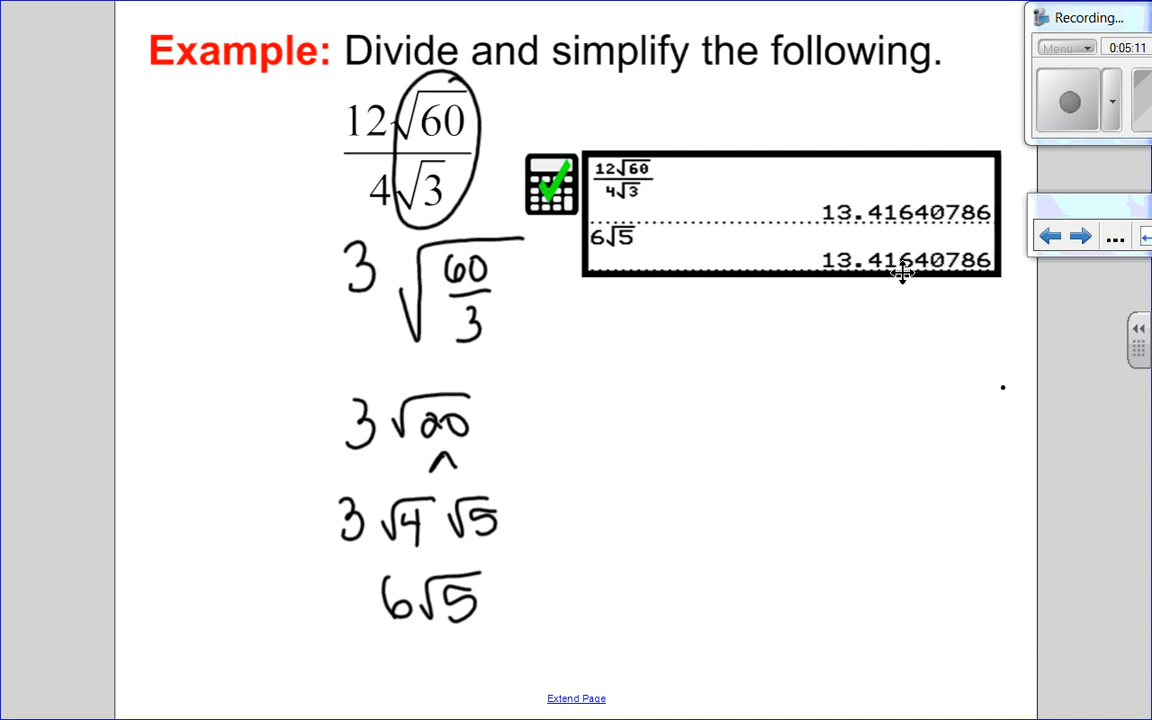 Example: Divide and simplify the following.
Recording...
Menu
0:05:11
12√60
4√3
12√60
4√3
13.41640786
6√5
13.41640786
...
3 √60/3
3 √20
3 √4 √5
6√5
Extend Page